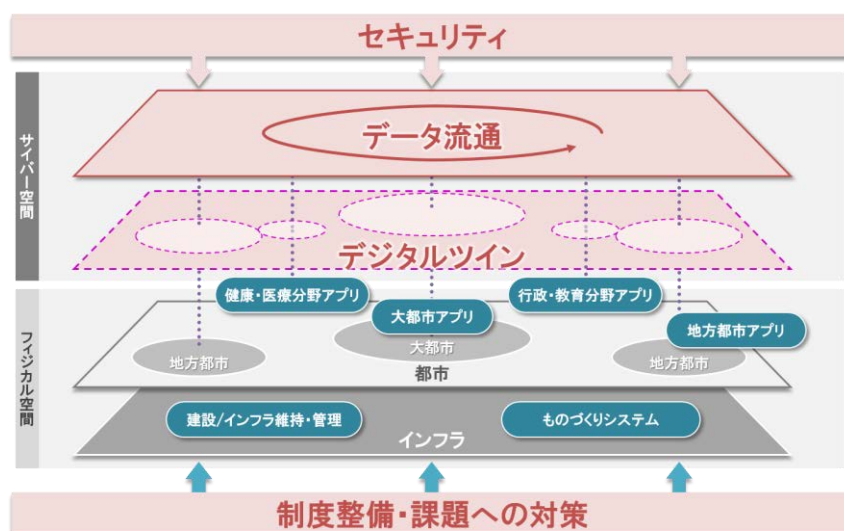 セキュリティ
サイバー空間
データ流通
デジタルツイン
フィジカル空間
健康・医療分野アプリ
行政・教育分野アプリ
大都市アプリ
地方都市アプリ
大都市
地方都市
地方都市
都市
建設/インフラ維持・管理
ものづくりシステム
インフラ
制度整備・課題への対策